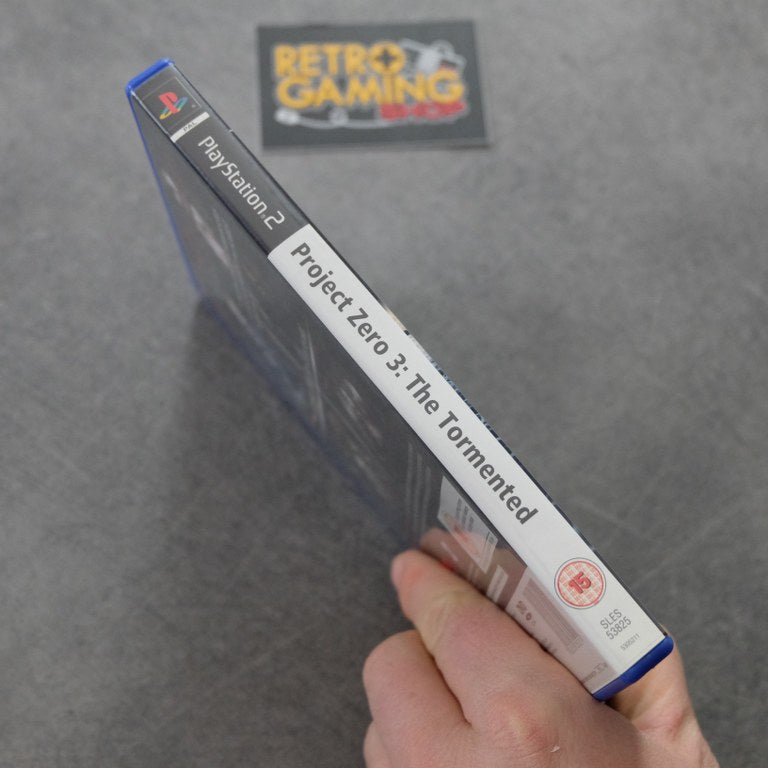 RETRO
GAMING
SHOP
PAL
PlayStation®2
Project Zero 3: The Tormented
15
SLES
53825